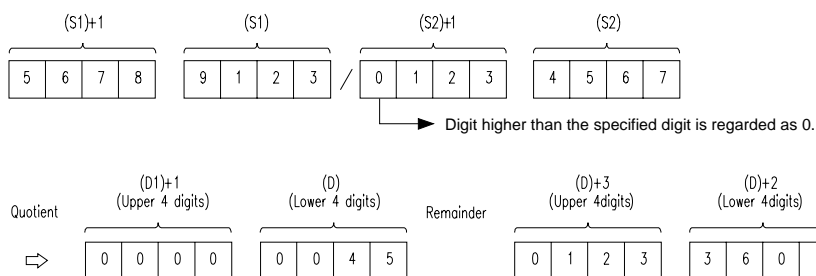 (S1)+1 (S1) (S2)+1 (S2)
5 6 7 8 9 1 2 3 / 0 1 2 3 4 5 6 7
Digit higher than the specified digit is regarded as 0.
(D1)+1 (D) (D)+3 (D)+2
Quotient (Upper 4 digits) (Lower 4 digits) Remainder (Upper 4digits) (Lower 4digits)
0 0 0 0 0 0 4 5 0 1 2 3 3 6 0